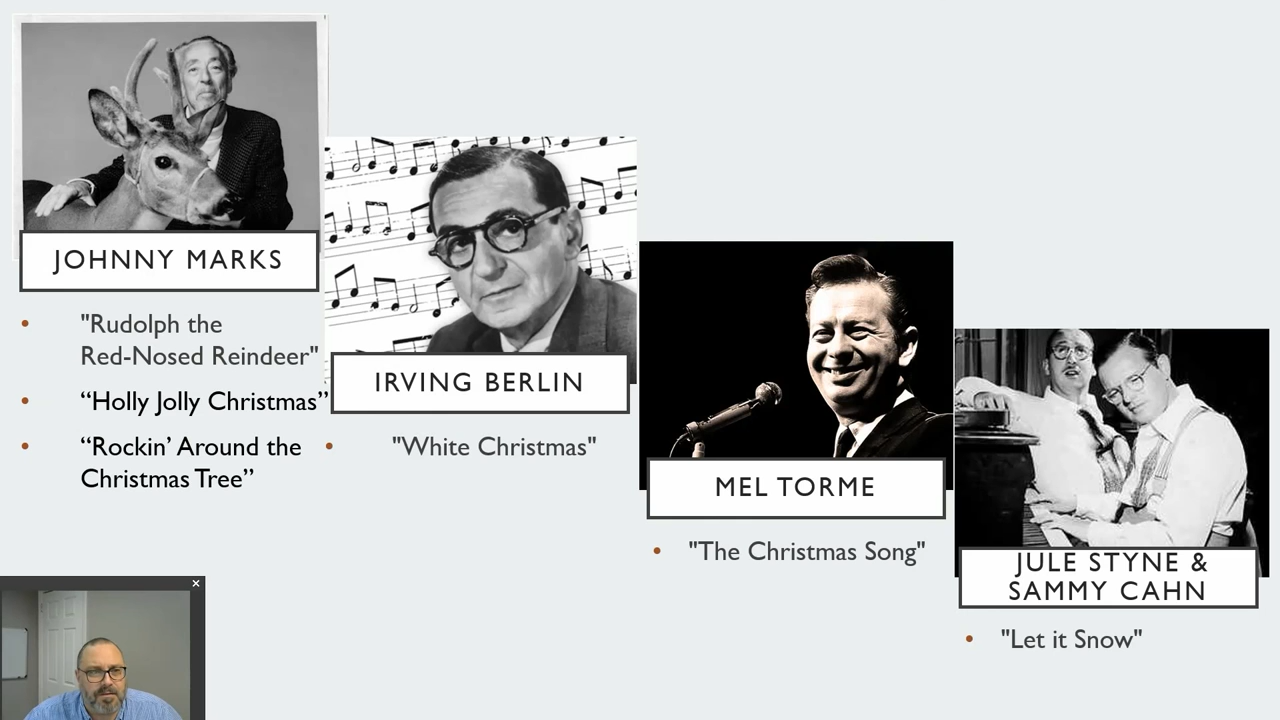 JOHNNY MARKS
• "Rudolph the
Red-Nosed Reindeer"
• “Holly Jolly Christmas”
• “Rockin’ Around the
Christmas Tree”
IRVING BERLIN
• "White Christmas"
MEL TORME
• "The Christmas Song"
JULE STYNE &
SAMMY CAHN
• "Let it Snow"